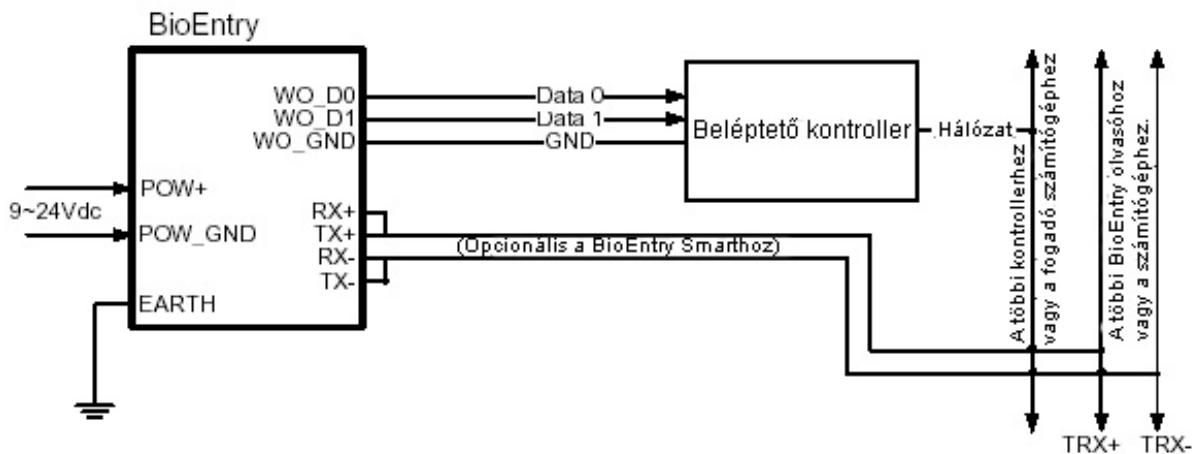 BioEntry
WO_D0
WO_D1
WO_GND
Data 0
Data 1
GND
Beléptető kontroller
Hálózat
POW+
9~24Vdc
POW_GND
EARTH
RX+
TX+
RX-
TX-
(Opcionális a BioEntry Smarthoz)
A többi kontrollerhez
vagy a fogadó számítógéphez
A többi BioEntry olvasóhoz
vagy a számítógéphez.
TRX+
TRX-